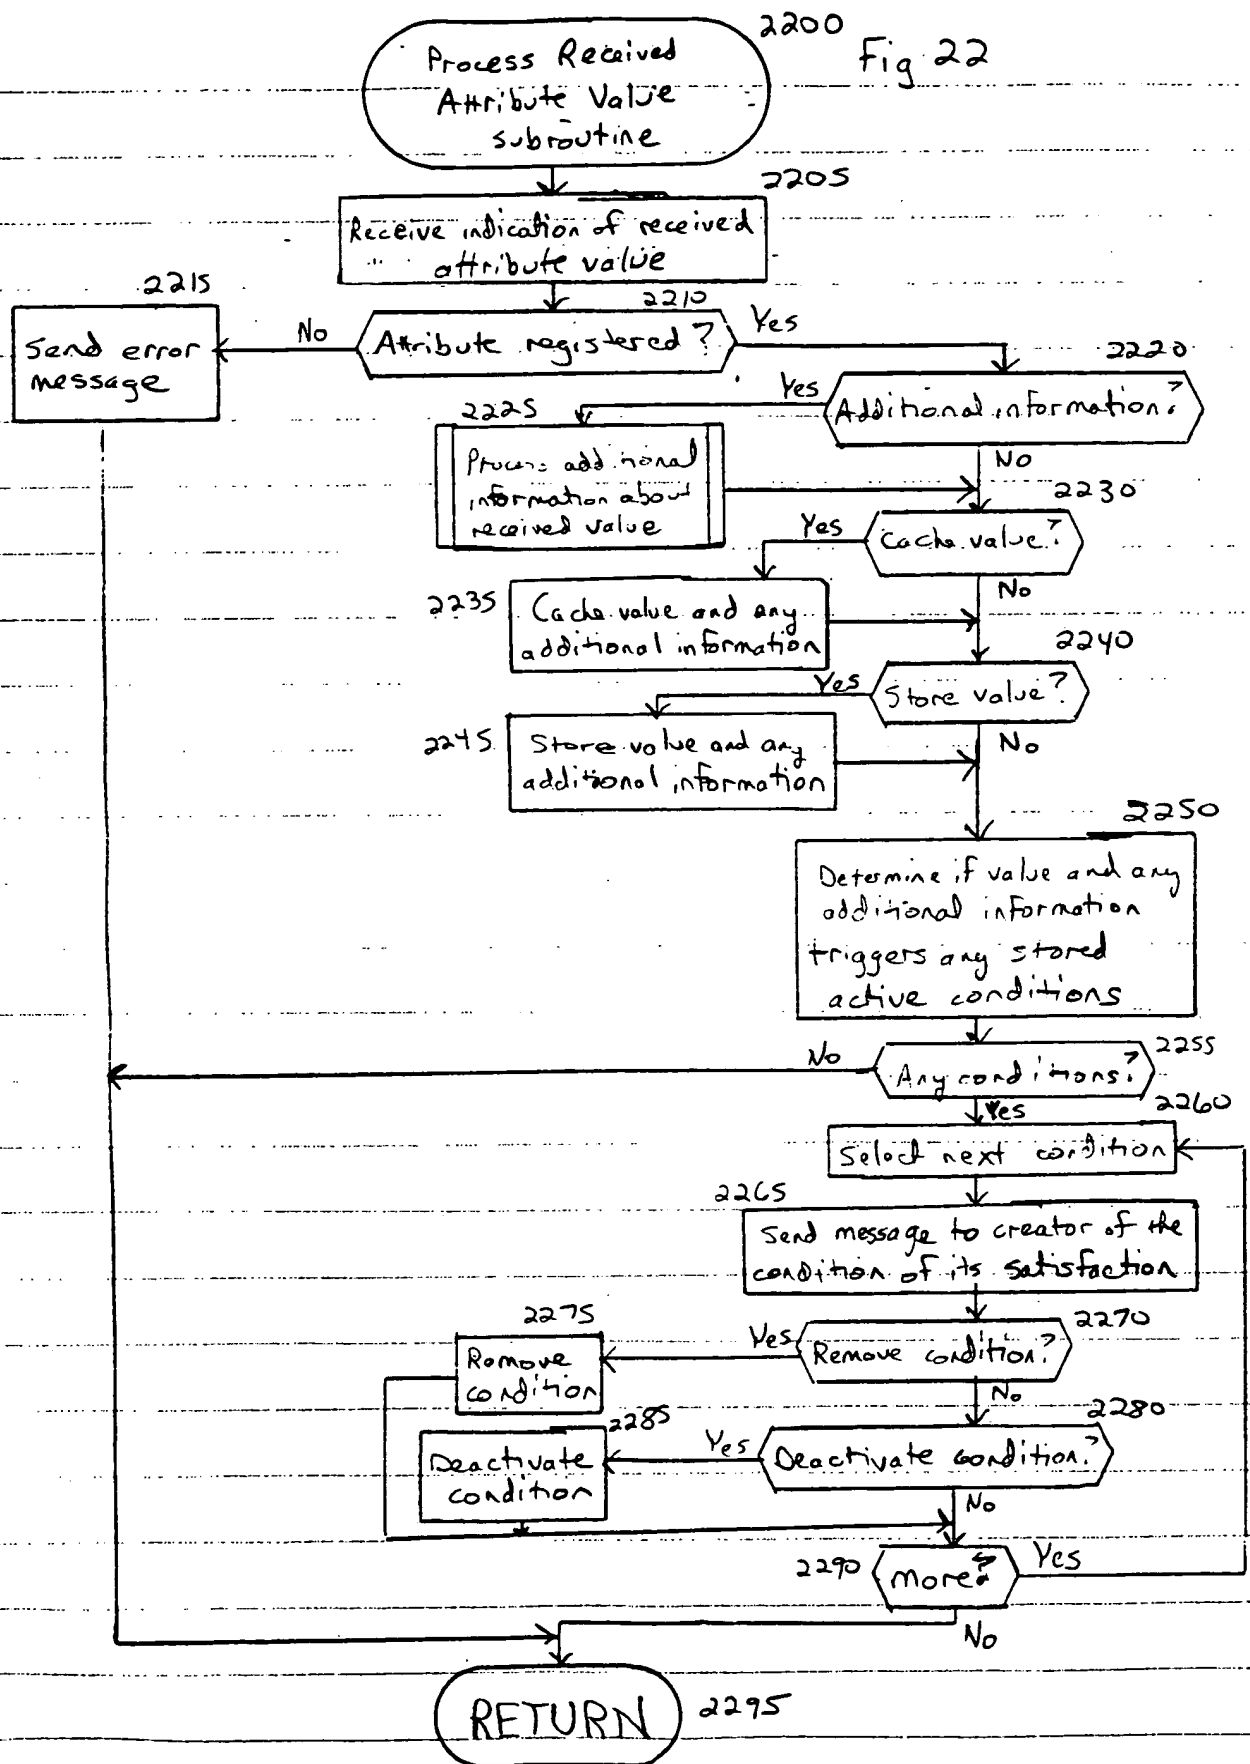 2200
Fig 22
Process Received
Attribute Value
subroutine
2205
Receive indication of received
attribute value
2210
Attribute registered?
No
Yes
2215
Send error
message
2220
Additional information?
Yes
No
2225
Process additional
information about
received value
2230
Cache value?
Yes
No
2235
Cache value and any
additional information
2240
Store value?
Yes
No
2245
Store value and any
additional information
2250
Determine if value and any
additional information
triggers any stored
active conditions
2255
Any conditions?
No
Yes
2260
Select next condition
2265
Send message to creator of the
condition of its satisfaction
2270
Remove condition?
Yes
No
2275
Remove
condition
2280
Deactivate condition?
Yes
No
2285
Deactivate
condition
2290
more?
Yes
No
RETURN
2295